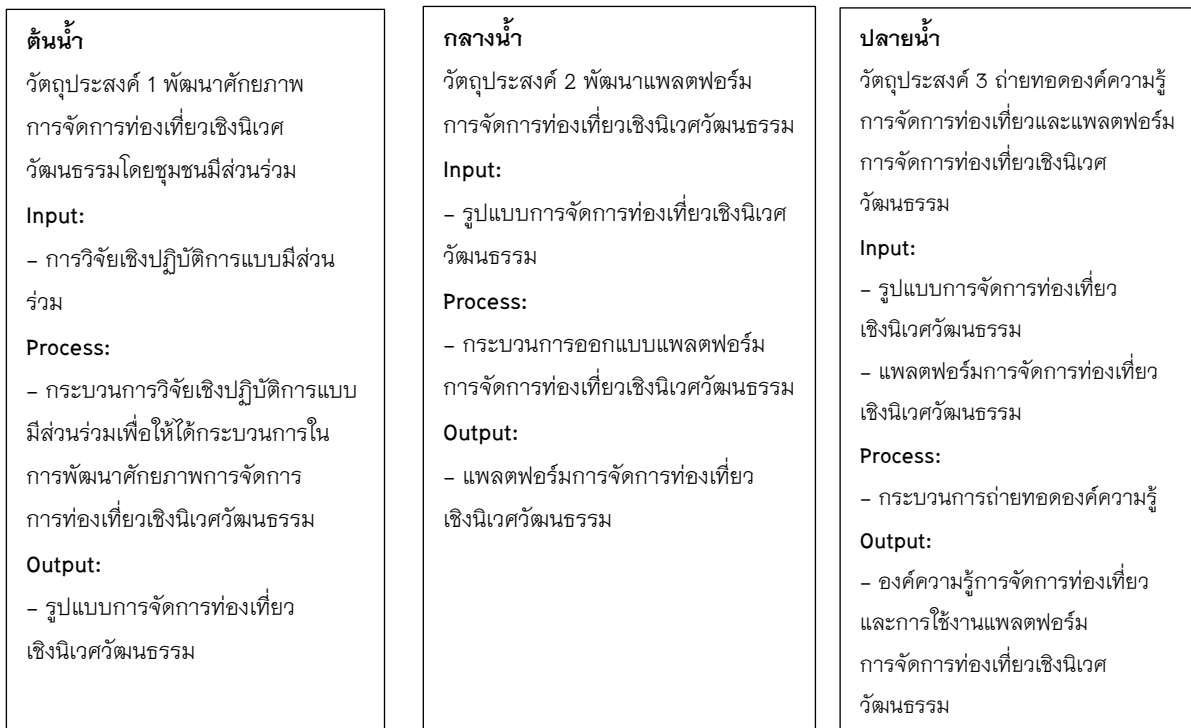 ต้นน้ำ
วัตถุประสงค์ 1 พัฒนาศักยภาพ
การจัดการท่องเที่ยวเชิงนิเวศ
วัฒนธรรมโดยชุมชนมีส่วนร่วม
Input:
– การวิจัยเชิงปฏิบัติการแบบมีส่วน
ร่วม
Process:
– กระบวนการวิจัยเชิงปฏิบัติการแบบ
มีส่วนร่วมเพื่อให้ได้กระบวนการใน
การพัฒนาศักยภาพการจัดการ
การท่องเที่ยวเชิงนิเวศวัฒนธรรม
Output:
– รูปแบบการจัดการท่องเที่ยว
เชิงนิเวศวัฒนธรรม
กลางน้ำ
วัตถุประสงค์ 2 พัฒนาแพลตฟอร์ม
การจัดการท่องเที่ยวเชิงนิเวศวัฒนธรรม
Input:
– รูปแบบการจัดการท่องเที่ยวเชิงนิเวศ
วัฒนธรรม
Process:
– กระบวนการออกแบบแพลตฟอร์ม
การจัดการท่องเที่ยวเชิงนิเวศวัฒนธรรม
Output:
– แพลตฟอร์มการจัดการท่องเที่ยว
เชิงนิเวศวัฒนธรรม
ปลายน้ำ
วัตถุประสงค์ 3 ถ่ายทอดองค์ความรู้
การจัดการท่องเที่ยวและแพลตฟอร์ม
การจัดการท่องเที่ยวเชิงนิเวศ
วัฒนธรรม
Input:
– รูปแบบการจัดการท่องเที่ยว
เชิงนิเวศวัฒนธรรม
– แพลตฟอร์มการจัดการท่องเที่ยว
เชิงนิเวศวัฒนธรรม
Process:
– กระบวนการถ่ายทอดองค์ความรู้
Output:
– องค์ความรู้การจัดการท่องเที่ยว
และการใช้งานแพลตฟอร์ม
การจัดการท่องเที่ยวเชิงนิเวศ
วัฒนธรรม